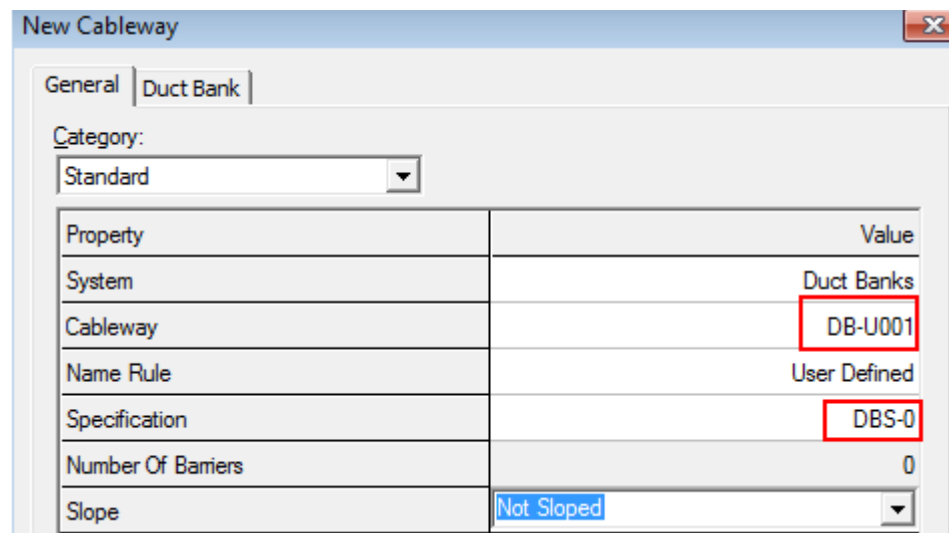 New Cableway
General Duct Bank
Category:
Standard
Property Value
System Duct Banks
Cableway DB-U001
Name Rule User Defined
Specification DBS-0
Number Of Barriers 0
Slope Not Sloped